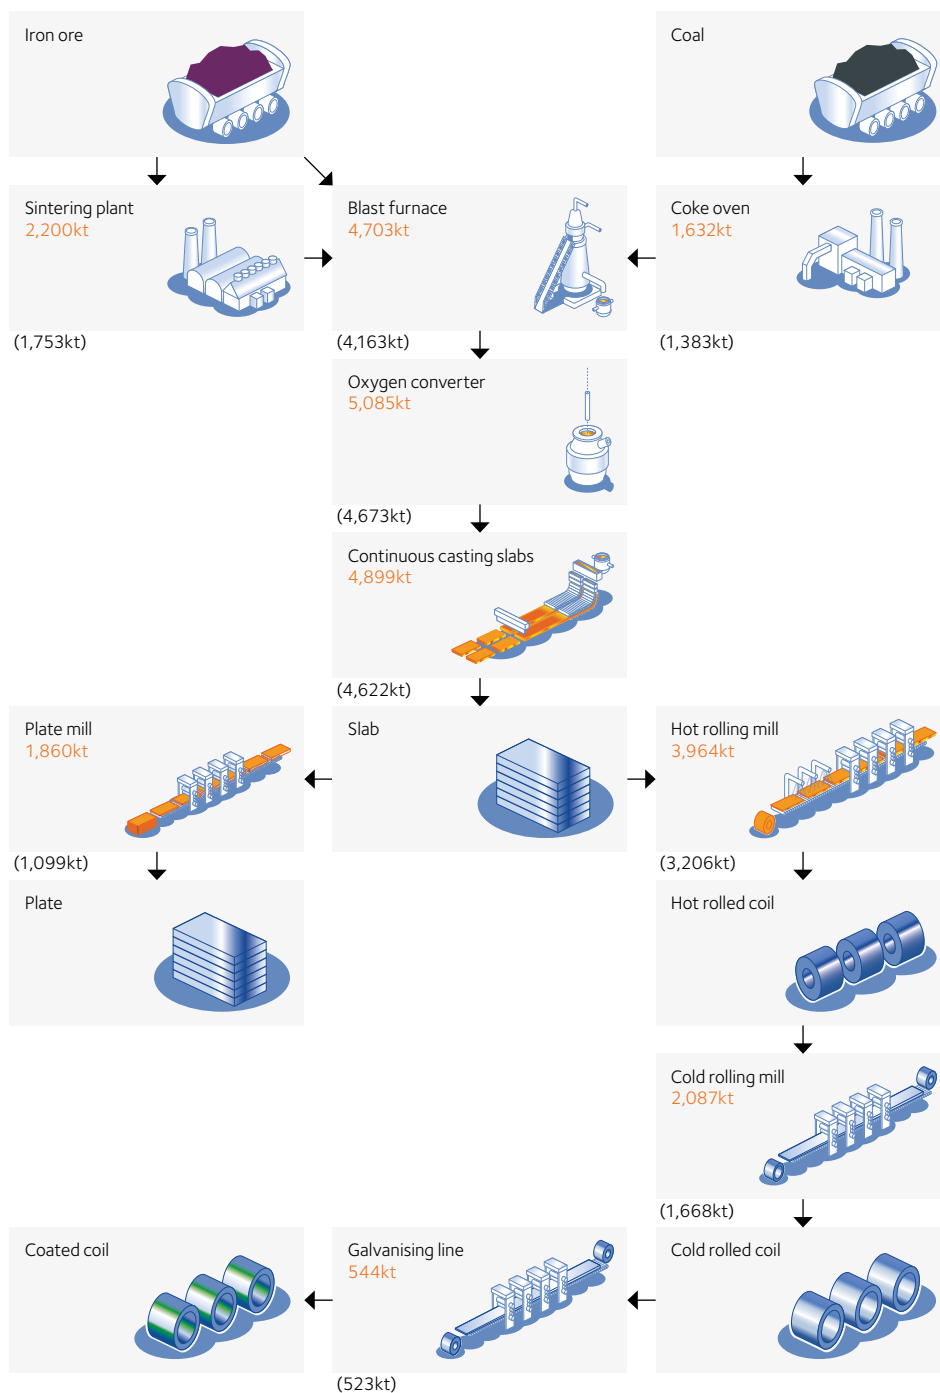 Iron ore
Coal
Sintering plant
2,200kt
Blast furnace
4,703kt
Coke oven
1,632kt
(1,753kt)
(4,163kt)
(1,383kt)
Oxygen converter
5,085kt
(4,673kt)
Continuous casting slabs
4,899kt
(4,622kt)
Plate mill
1,860kt
Slab
Hot rolling mill
3,964kt
(1,099kt)
(3,206kt)
Plate
Hot rolled coil
Cold rolling mill
2,087kt
(1,668kt)
Coated coil
Galvanising line
544kt
Cold rolled coil
(523kt)